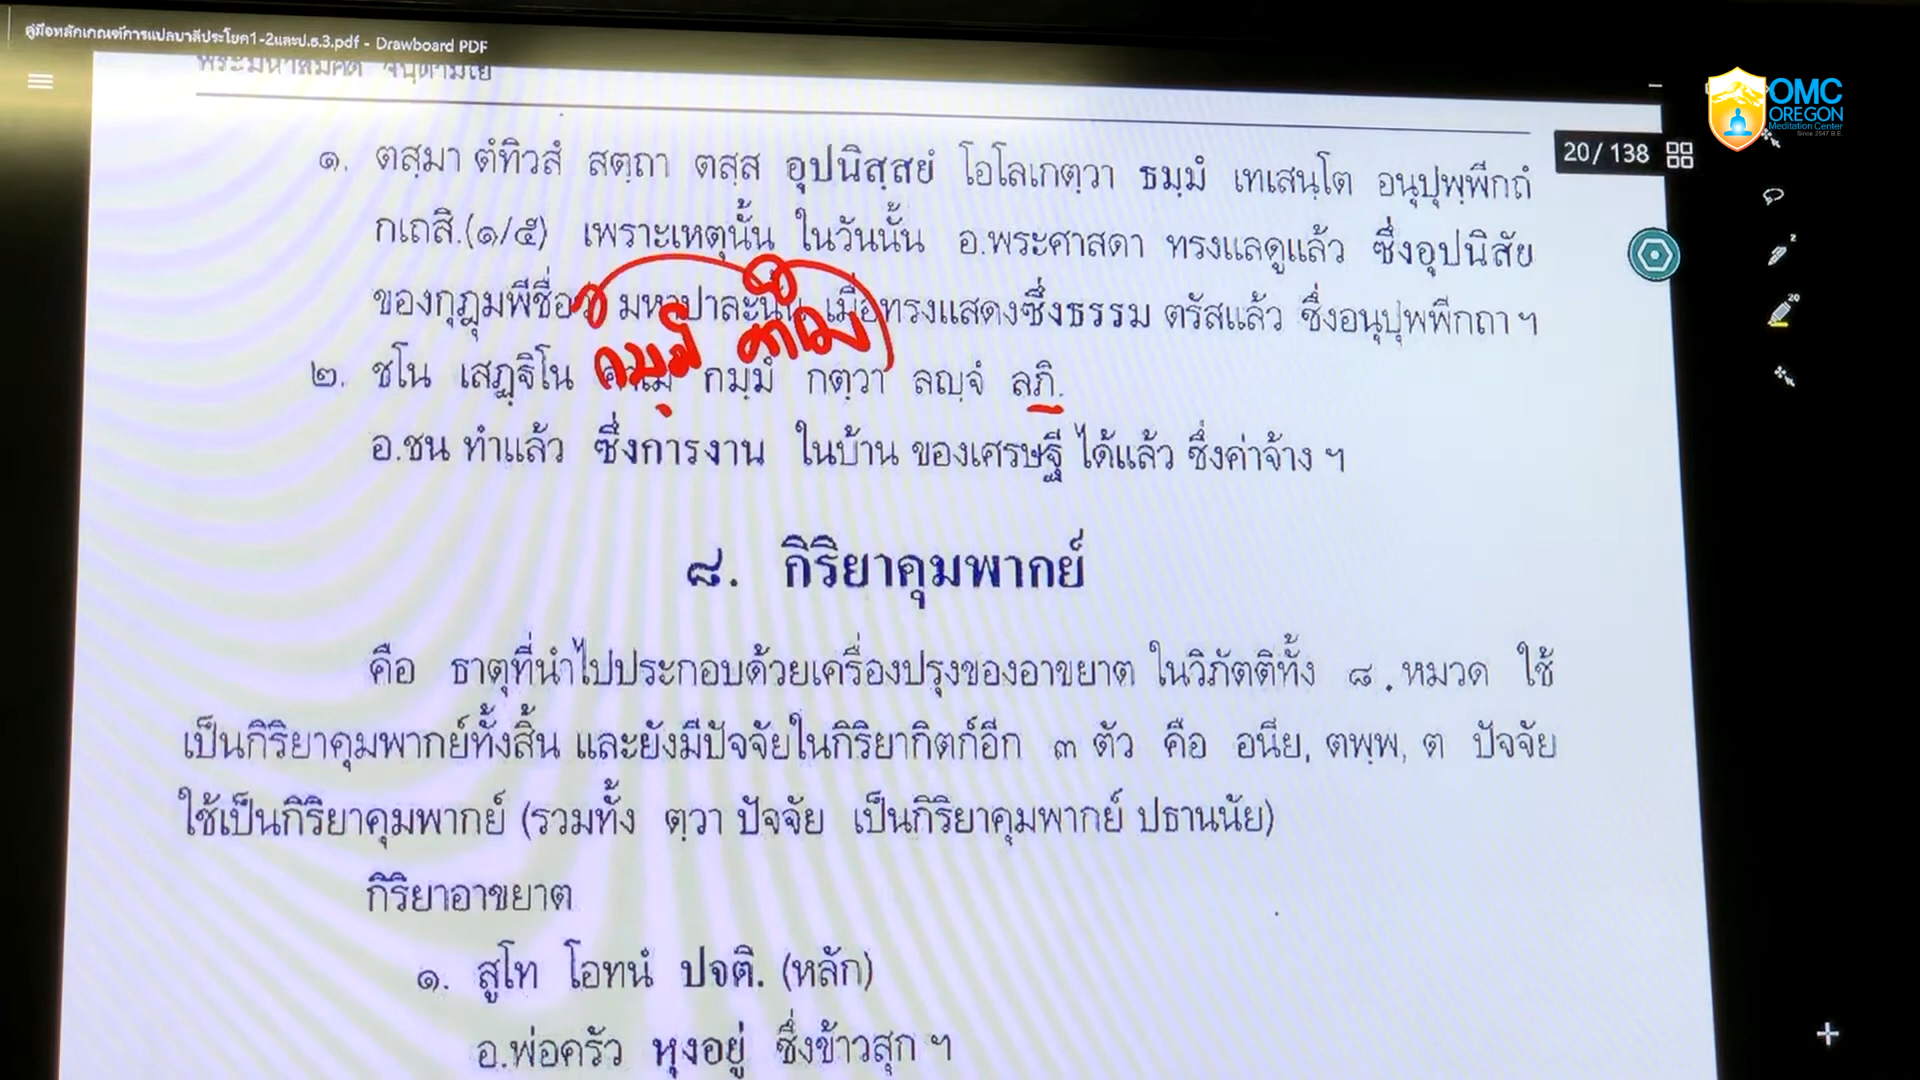 คู่มือหลักเกณฑ์การแปลบาลีประโยค1-2และป.ธ.3.pdf - Drawboard PDF
OMC
OREGON
Meditation Center
Since 2547 B.E.
20 / 138
๑. ตสฺมา ตํทิวสํ สตฺถา ตสฺส อุปนิสฺสยํ โอโลเกตฺวา ธมฺมํ เทเสนฺโต อนุปุพฺพีกถํ
กเถสิ.(๑/๕) เพราะเหตุนั้น ในวันนั้น อ.พระศาสดา ทรงแลดูแล้ว ซึ่งอุปนิสัย
ของกุฎุมพีชื่อว่า มหาปาละนั้น เมื่อทรงแสดงซึ่งธรรม ตรัสแล้ว ซึ่งอนุปุพพีกถา ฯ
๒. ชโน เสฏฺฐิโน กมฺมํ กตฺวา ลญฺจํ ลภิ.
อ.ชน ทำแล้ว ซึ่งการงาน ในบ้าน ของเศรษฐี ได้แล้ว ซึ่งค่าจ้าง ฯ
๘. กิริยาคุมพากย์
คือ ธาตุที่นำไปประกอบด้วยเครื่องปรุงของอาขยาต ในวิภัตติทั้ง ๘ หมวด ใช้
เป็นกิริยาคุมพากย์ทั้งสิ้น และยังมีปัจจัยในกิริยากิตก์อีก ๓ ตัว คือ อนีย, ตพฺพ, ต ปัจจัย
ใช้เป็นกิริยาคุมพากย์ (รวมทั้ง ตฺวา ปัจจัย เป็นกิริยาคุมพากย์ ปธานนัย)
กิริยาอาขยาต
๑. สูโท โอทนํ ปจติ. (หลัก)
อ.พ่อครัว หุงอยู่ ซึ่งข้าวสุก ฯ